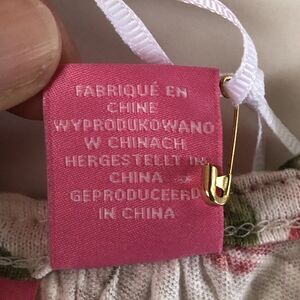 FABRIQUÉ EN
CHINE
WYPRODUKOWANO
W CHINACH
HERGESTELLT IN
CHINA
GEPRODUCEERD
IN CHINA